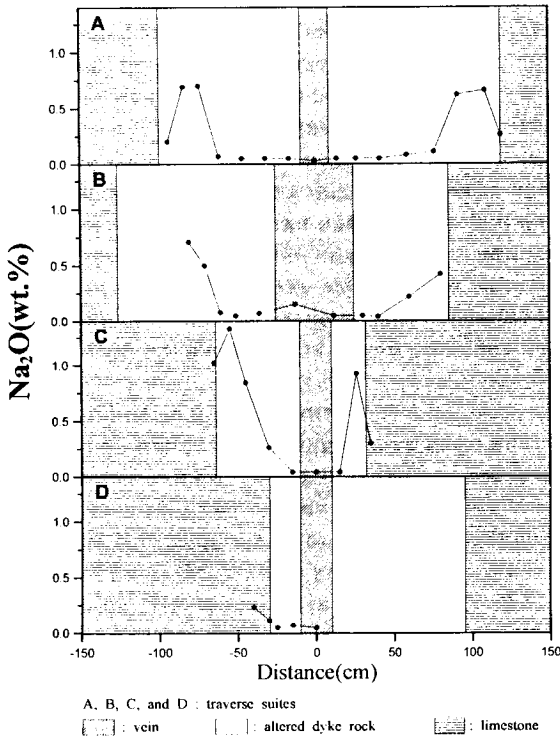 A
1.0
0.5
0.0
B
1.0
0.5
0.0
C
1.0
0.5
0.0
D
1.0
0.5
0.0
Na₂O(wt.%)
-150 -100 -50 0 50 100 150
Distance(cm)
A, B, C, and D : traverse suites
: vein : altered dyke rock : limestone